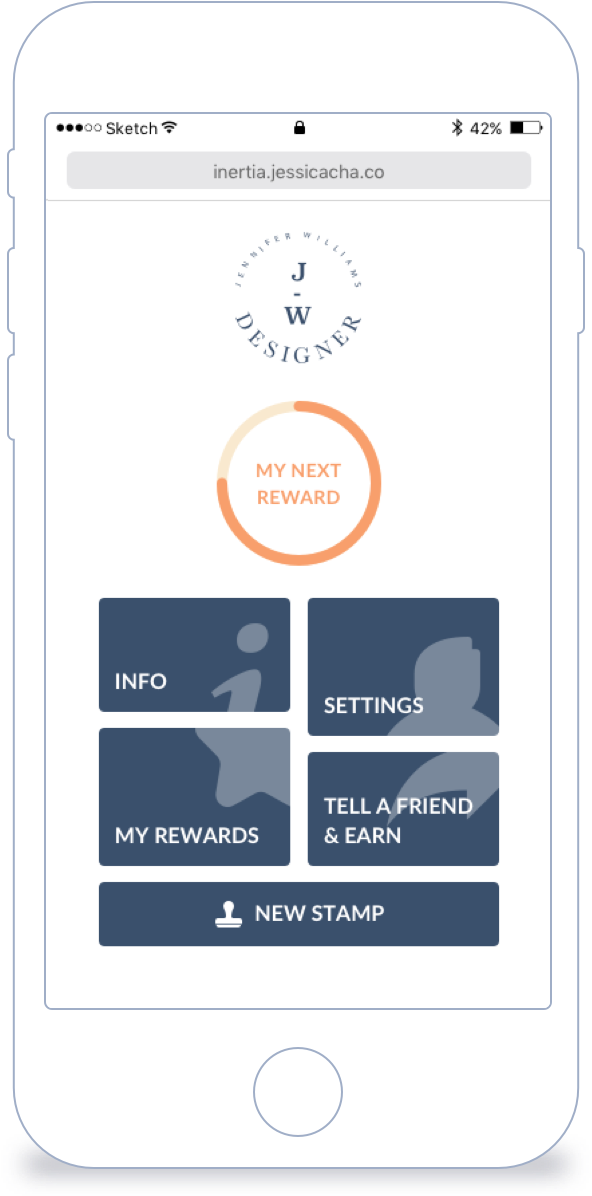 Sketch
42%
inertia.jessicacha.co
JENNIFER WILLIAMS
J
-
W
DESIGNER
MY NEXT
REWARD
INFO
SETTINGS
MY REWARDS
TELL A FRIEND
& EARN
NEW STAMP